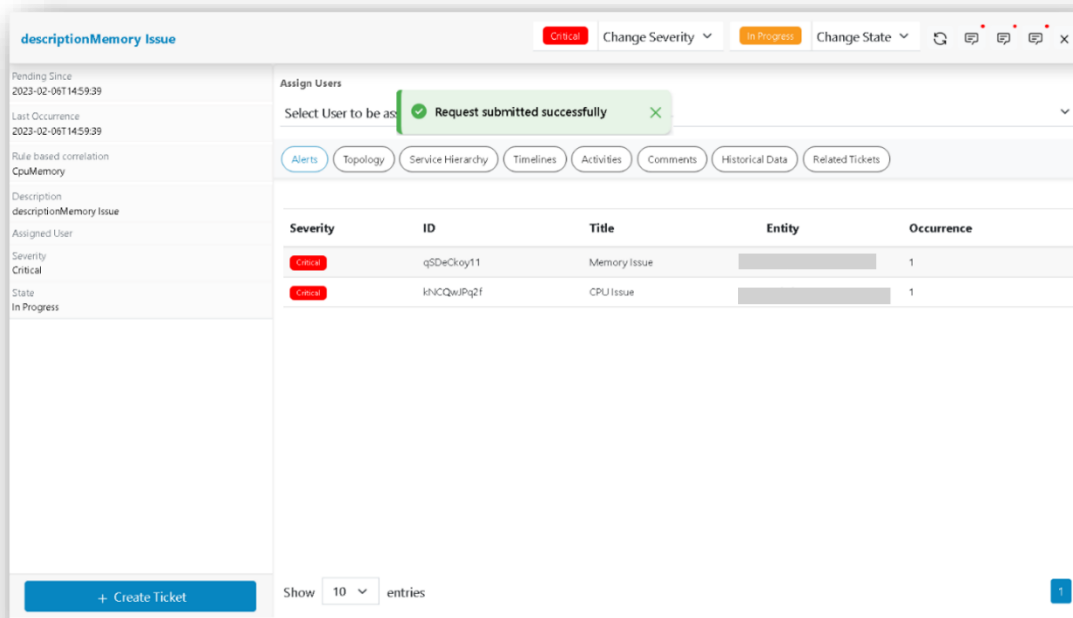 descriptionMemory Issue
Critical Change Severity In Progress Change State
Pending Since
2023-02-06T14:59:39
Last Occurrence
2023-02-06T14:59:39
Rule based correlation
CpuMemory
Description
descriptionMemory Issue
Assigned User
Severity
Critical
State
In Progress
+ Create Ticket
Assign Users
Select User to be as
Request submitted successfully
Alerts Topology Service Hierarchy Timelines Activities Comments Historical Data Related Tickets
Severity ID Title Entity Occurrence
Critical qSDeCkoy11 Memory Issue 1
Critical kNCQwJPq2f CPU Issue 1
Show 10 entries
1